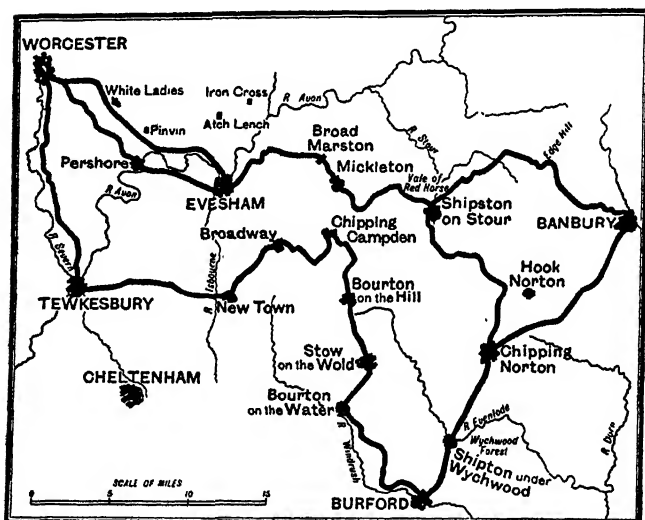 WORCESTER
White Ladies
Iron Cross
Atch Lench
R Avon
R Stour
Pinvin
Broad
Marston
Edge Hill
Mickleton
Pershore
R Avon
EVESHAM
Vale of
Red Horse
Shipston
on Stour
BANBURY
Broadway
Chipping
Campden
R Severn
R Isbourne
Hook
Norton
Bourton
on the Hill
TEWKESBURY
New Town
Stow
on the Wold
Chipping
Norton
CHELTENHAM
Bourton
on the Water
R Evenlode
Wychwood
Forest
R Dorn
R Windrush
Shipton under
Wychwood
SCALE OF MILES
0 5 10 15
BURFORD